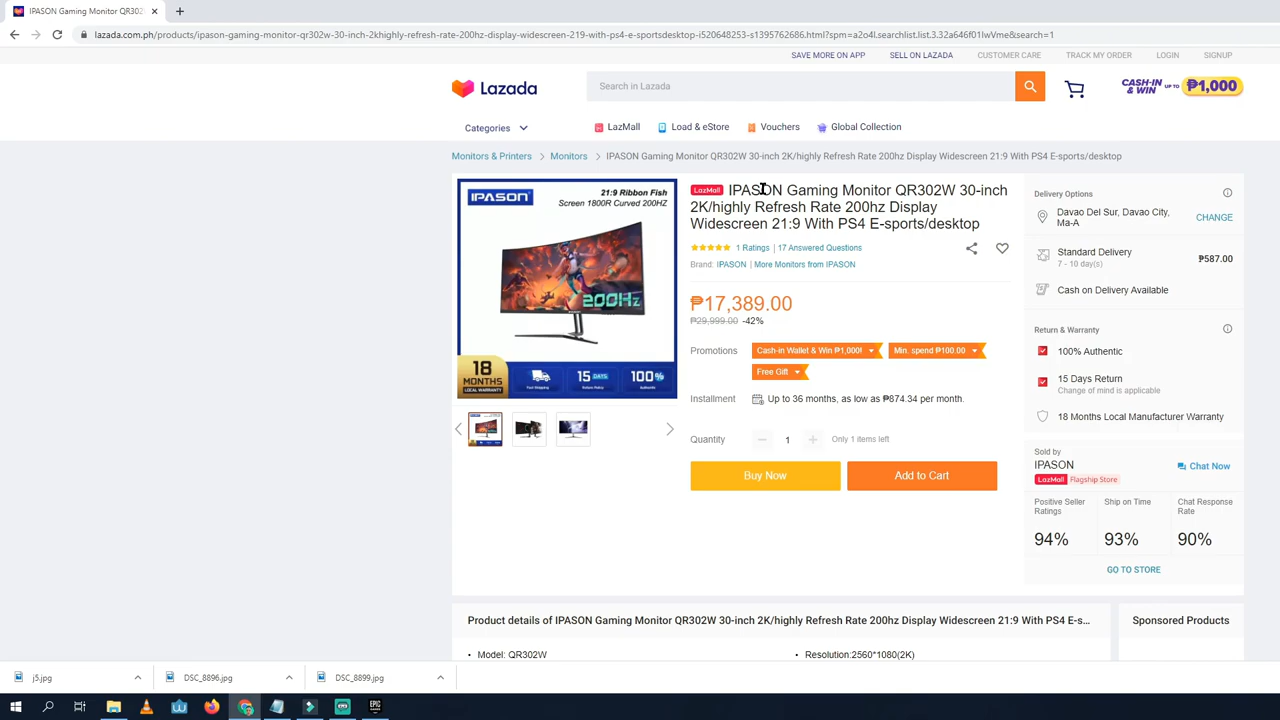 IPASON Gaming Monitor QR302
lazada.com.ph/products/ipason-gaming-monitor-qr302w-30-inch-2khighly-refresh-rate-200hz-display-widescreen-219-with-ps4-e-sportsdesktop-i520648253-s1395762686.html?spm=a2o4l.searchlist.list.3.32a646f01lwVme&search=1
SAVE MORE ON APP SELL ON LAZADA CUSTOMER CARE TRACK MY ORDER LOGIN SIGNUP
Lazada Search in Lazada CASH-IN & WIN UP TO ₱1,000
Categories LazMall Load & eStore Vouchers Global Collection
Monitors & Printers > Monitors > IPASON Gaming Monitor QR302W 30-inch 2K/highly Refresh Rate 200hz Display Widescreen 21:9 With PS4 E-sports/desktop
IPASON
21:9 Ribbon Fish
Screen 1800R Curved 200HZ
200Hz
18 MONTHS LOCAL WARRANTY
Fast Shipping
15 DAYS Return Policy
100% Authentic
LazMall IPASON Gaming Monitor QR302W 30-inch
2K/highly Refresh Rate 200hz Display
Widescreen 21:9 With PS4 E-sports/desktop
1 Ratings | 17 Answered Questions
Brand: IPASON | More Monitors from IPASON
₱17,389.00
₱29,999.00 -42%
Promotions Cash-in Wallet & Win ₱1,000! Min. spend ₱100.00
Free Gift
Installment Up to 36 months, as low as ₱874.34 per month.
Quantity − 1 + Only 1 items left
Buy Now Add to Cart
Delivery Options
Davao Del Sur, Davao City,
Ma-A
CHANGE
Standard Delivery ₱587.00
7 - 10 day(s)
Cash on Delivery Available
Return & Warranty
100% Authentic
15 Days Return
Change of mind is applicable
18 Months Local Manufacturer Warranty
Sold by
IPASON
Chat Now
LazMall Flagship Store
Positive Seller Ratings
Ship on Time
Chat Response Rate
94% 93% 90%
GO TO STORE
Product details of IPASON Gaming Monitor QR302W 30-inch 2K/highly Refresh Rate 200hz Display Widescreen 21:9 With PS4 E-s...
Sponsored Products
• Model: QR302W
• Resolution:2560*1080(2K)
j5.jpg DSC_8896.jpg DSC_8899.jpg
EPIC GAMES